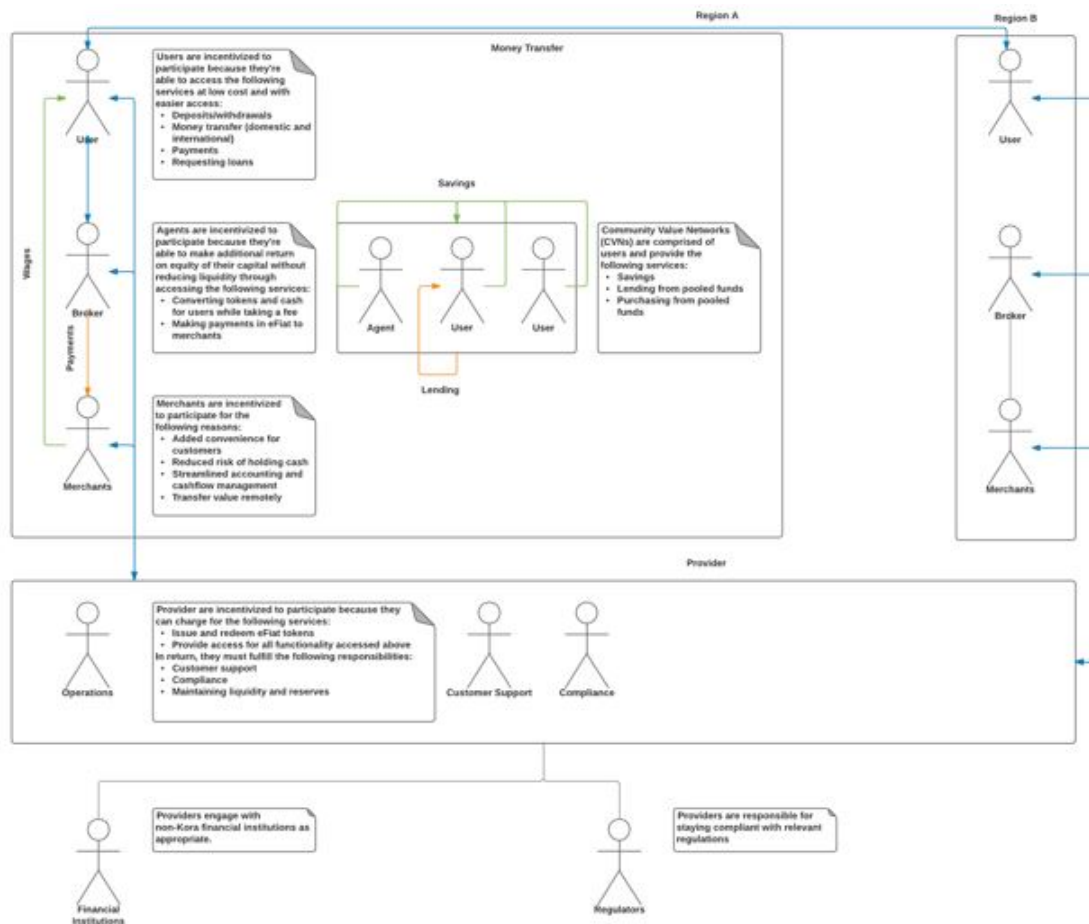 Region A
Region B
Money Transfer
Users are incentivized to
participate because they're
able to access the following
services at low cost and with
easier access:
• Deposits/withdrawals
• Money transfer (domestic and
international)
• Payments
• Requesting loans
User
User
Savings
Wages
Agents are incentivized to
participate because they're
able to make additional return
on equity of their capital without
reducing liquidity through
accessing the following services:
• Converting tokens and cash
for users while taking a fee
• Making payments in eFiat to
merchants
Community Value Networks
(CVNs) are comprised of
users and provide the
following services:
• Savings
• Lending from pooled funds
• Purchasing from pooled
funds
Broker
Agent
User
User
Broker
Payments
Lending
Merchants are incentivized
to participate for the
following reasons:
• Added convenience for
customers
• Reduced risk of holding cash
• Streamlined accounting and
cashflow management
• Transfer value remotely
Merchants
Merchants
Provider
Provider are incentivized to participate because they
can charge for the following services:
• Issue and redeem eFiat tokens
• Provide access for all functionality accessed above
In return, they must fulfill the following responsibilities:
• Customer support
• Compliance
• Maintaining liquidity and reserves
Operations
Customer Support
Compliance
Providers engage with
non-Kora financial institutions as
appropriate.
Providers are responsible for
staying compliant with relevant
regulations
Financial
Institutions
Regulators